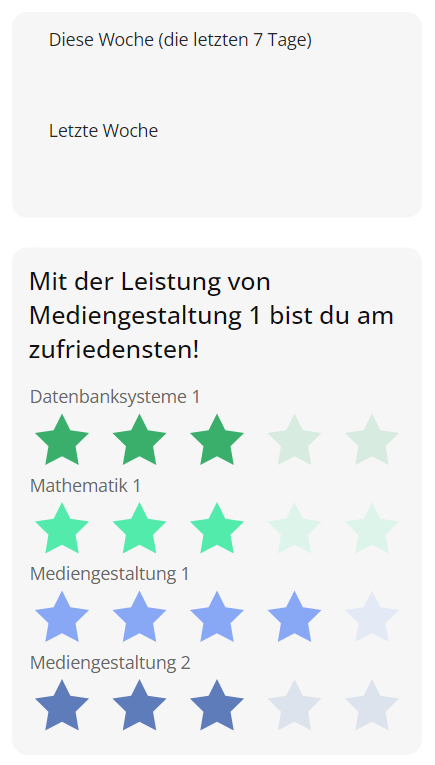 Diese Woche (die letzten 7 Tage)
Letzte Woche
Mit der Leistung von
Mediengestaltung 1 bist du am
zufriedensten!
Datenbanksysteme 1
Mathematik 1
Mediengestaltung 1
Mediengestaltung 2